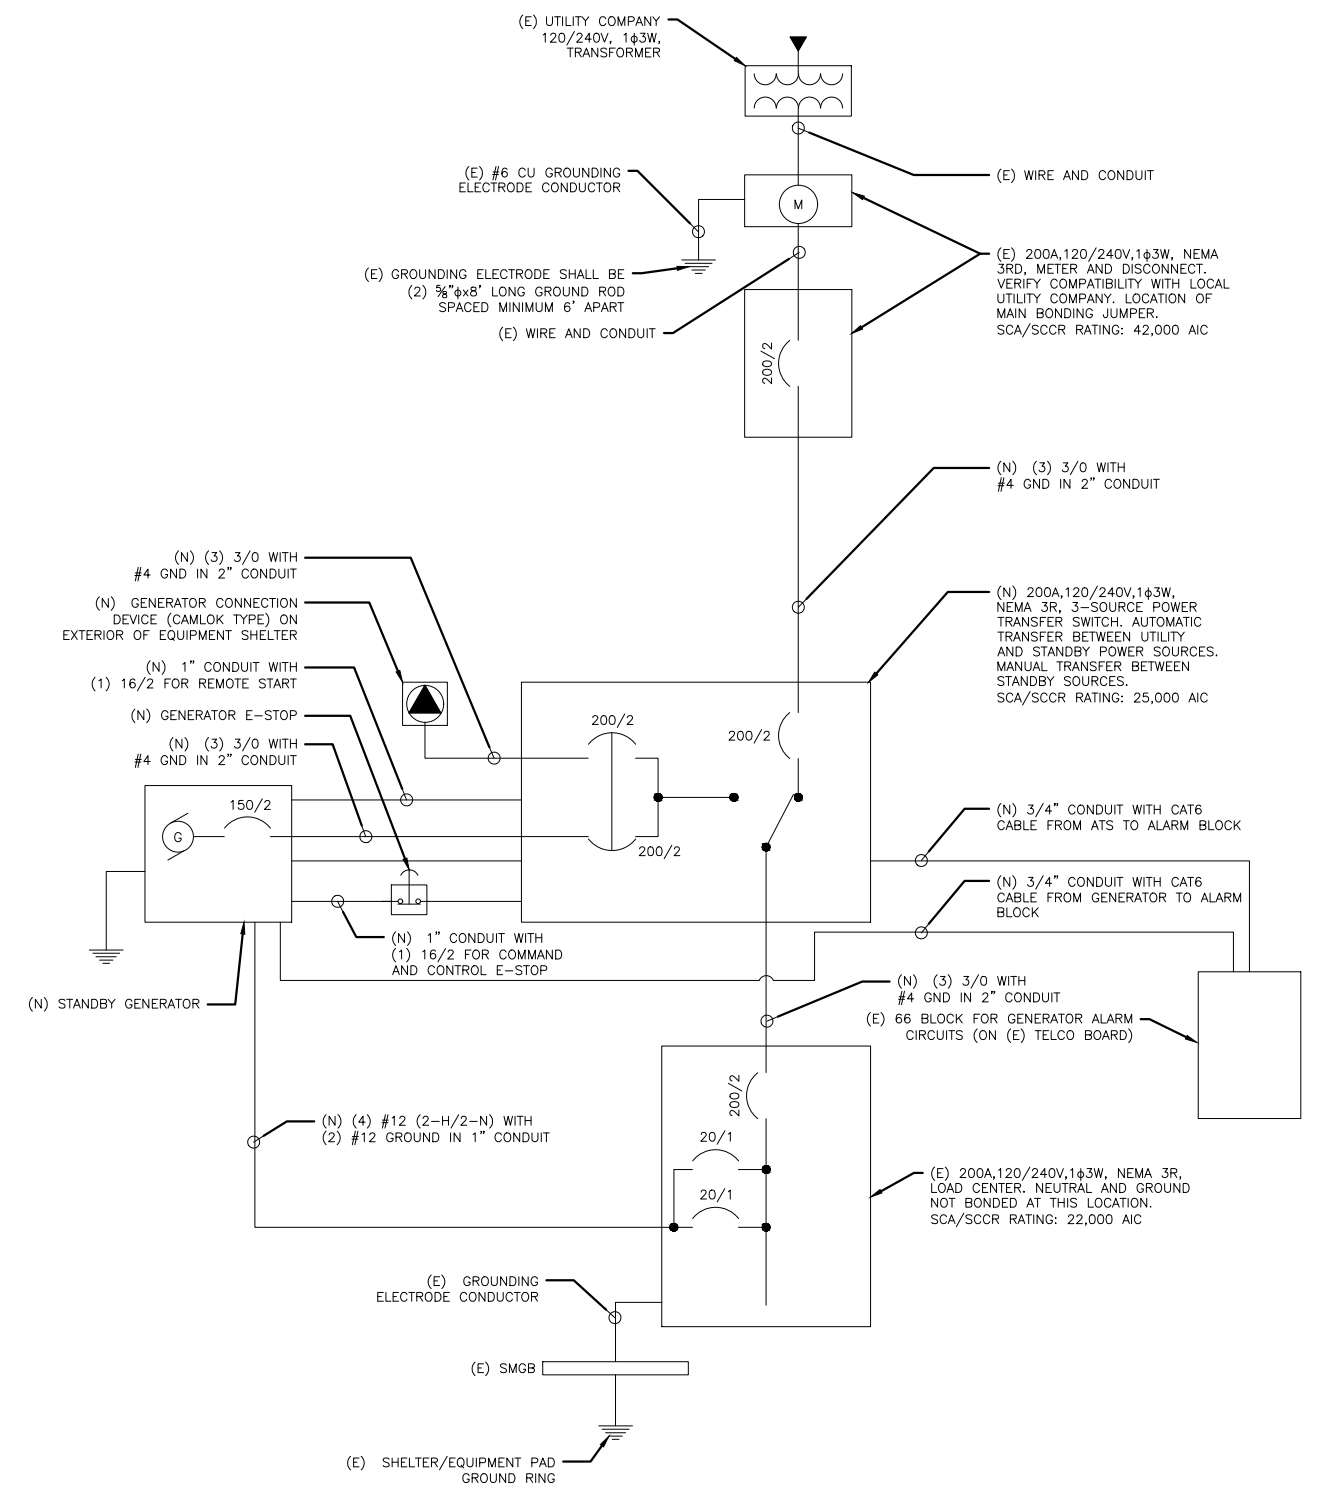 (E) UTILITY COMPANY
120/240V, 1ϕ3W,
TRANSFORMER
(E) WIRE AND CONDUIT
(E) #6 CU GROUNDING
ELECTRODE CONDUCTOR
M
(E) GROUNDING ELECTRODE SHALL BE
(2) ⅝"ϕx8' LONG GROUND ROD
SPACED MINIMUM 6' APART
(E) 200A,120/240V,1ϕ3W, NEMA
3RD, METER AND DISCONNECT.
VERIFY COMPATIBILITY WITH LOCAL
UTILITY COMPANY. LOCATION OF
MAIN BONDING JUMPER.
SCA/SCCR RATING: 42,000 AIC
(E) WIRE AND CONDUIT
200/2
(N) (3) 3/0 WITH
#4 GND IN 2" CONDUIT
(N) (3) 3/0 WITH
#4 GND IN 2" CONDUIT
(N) GENERATOR CONNECTION
DEVICE (CAMLOK TYPE) ON
EXTERIOR OF EQUIPMENT SHELTER
(N) 1" CONDUIT WITH
(1) 16/2 FOR REMOTE START
(N) GENERATOR E-STOP
(N) (3) 3/0 WITH
#4 GND IN 2" CONDUIT
(N) 200A,120/240V,1ϕ3W,
NEMA 3R, 3-SOURCE POWER
TRANSFER SWITCH. AUTOMATIC
TRANSFER BETWEEN UTILITY
AND STANDBY POWER SOURCES.
MANUAL TRANSFER BETWEEN
STANDBY SOURCES.
SCA/SCCR RATING: 25,000 AIC
200/2
200/2
150/2
G
200/2
(N) 3/4" CONDUIT WITH CAT6
CABLE FROM ATS TO ALARM BLOCK
(N) 3/4" CONDUIT WITH CAT6
CABLE FROM GENERATOR TO ALARM
BLOCK
(N) 1" CONDUIT WITH
(1) 16/2 FOR COMMAND
AND CONTROL E-STOP
(N) STANDBY GENERATOR
(N) (3) 3/0 WITH
#4 GND IN 2" CONDUIT
(E) 66 BLOCK FOR GENERATOR ALARM
CIRCUITS (ON (E) TELCO BOARD)
200/2
(N) (4) #12 (2-H/2-N) WITH
(2) #12 GROUND IN 1" CONDUIT
20/1
20/1
(E) 200A,120/240V,1ϕ3W, NEMA 3R,
LOAD CENTER. NEUTRAL AND GROUND
NOT BONDED AT THIS LOCATION.
SCA/SCCR RATING: 22,000 AIC
(E) GROUNDING
ELECTRODE CONDUCTOR
(E) SMGB
(E) SHELTER/EQUIPMENT PAD
GROUND RING